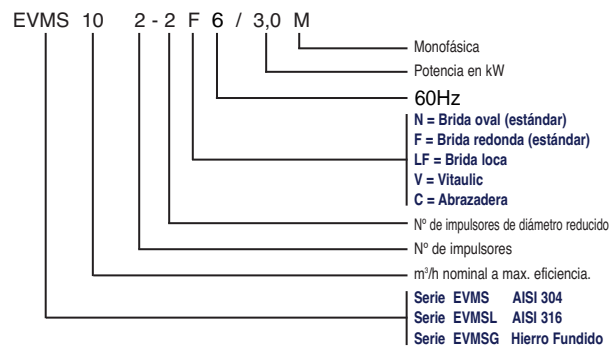 EVMS 10 2 - 2 F 6 / 3,0 M
Monofásica
Potencia en kW
60Hz
N = Brida oval (estándar)
F = Brida redonda (estándar)
LF = Brida loca
V = Vitaulic
C = Abrazadera
Nº de impulsores de diámetro reducido
Nº de impulsores
m³/h nominal a max. eficiencia.
Serie EVMS AISI 304
Serie EVMSL AISI 316
Serie EVMSG Hierro Fundido